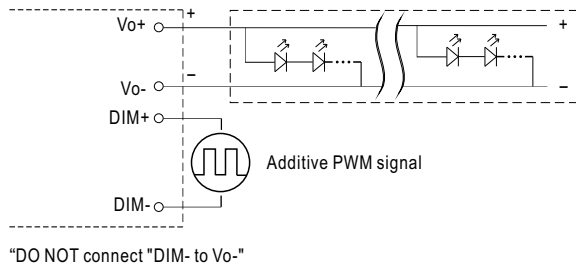 Vo+ + +
Vo- – –
DIM+
Additive PWM signal
DIM-
“DO NOT connect "DIM- to Vo-"